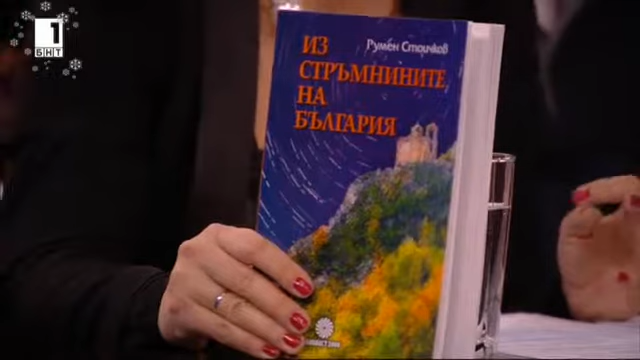 1
БНТ
Румен Стоичков
ИЗ
СТРЪМНИНИТЕ
НА
БЪЛГАРИЯ